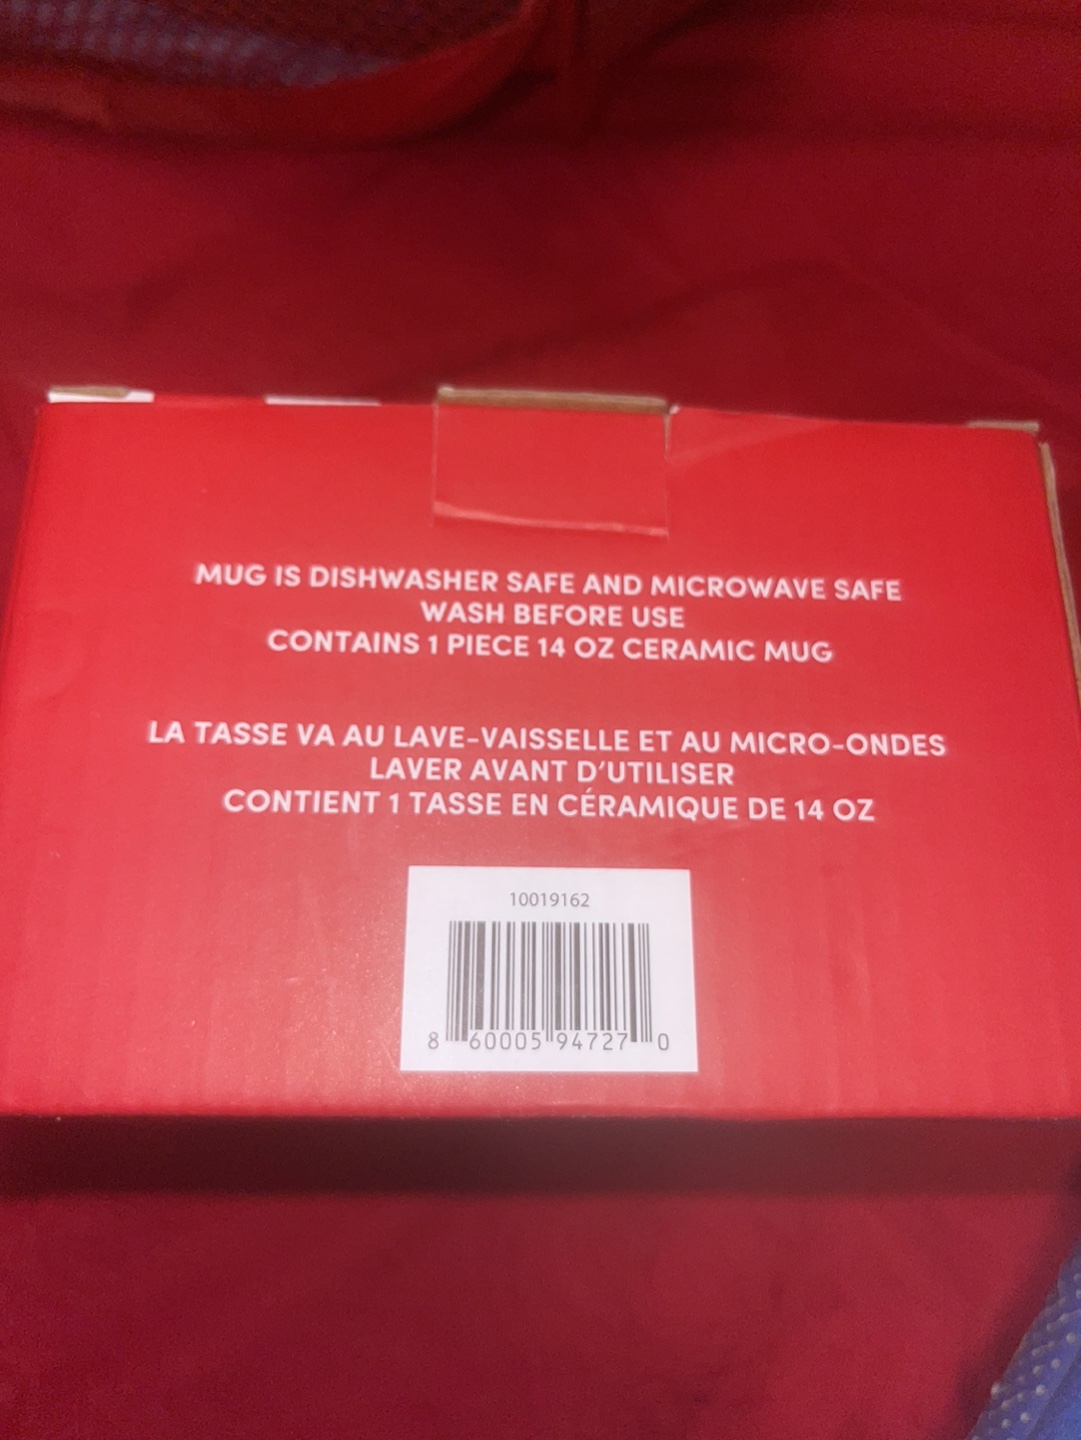 MUG IS DISHWASHER SAFE AND MICROWAVE SAFE
WASH BEFORE USE
CONTAINS 1 PIECE 14 OZ CERAMIC MUG
LA TASSE VA AU LAVE-VAISSELLE ET AU MICRO-ONDES
LAVER AVANT D'UTILISER
CONTIENT 1 TASSE EN CÉRAMIQUE DE 14 OZ
10019162
8 60005 94727 0